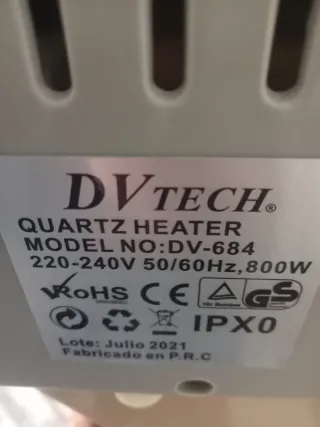 DVTECH®
QUARTZ HEATER
MODEL NO:DV-684
220-240V 50/60Hz, 800W
RoHS CE GS
IPX0
Lote: Julio 2021
Fabricado en P.R.C